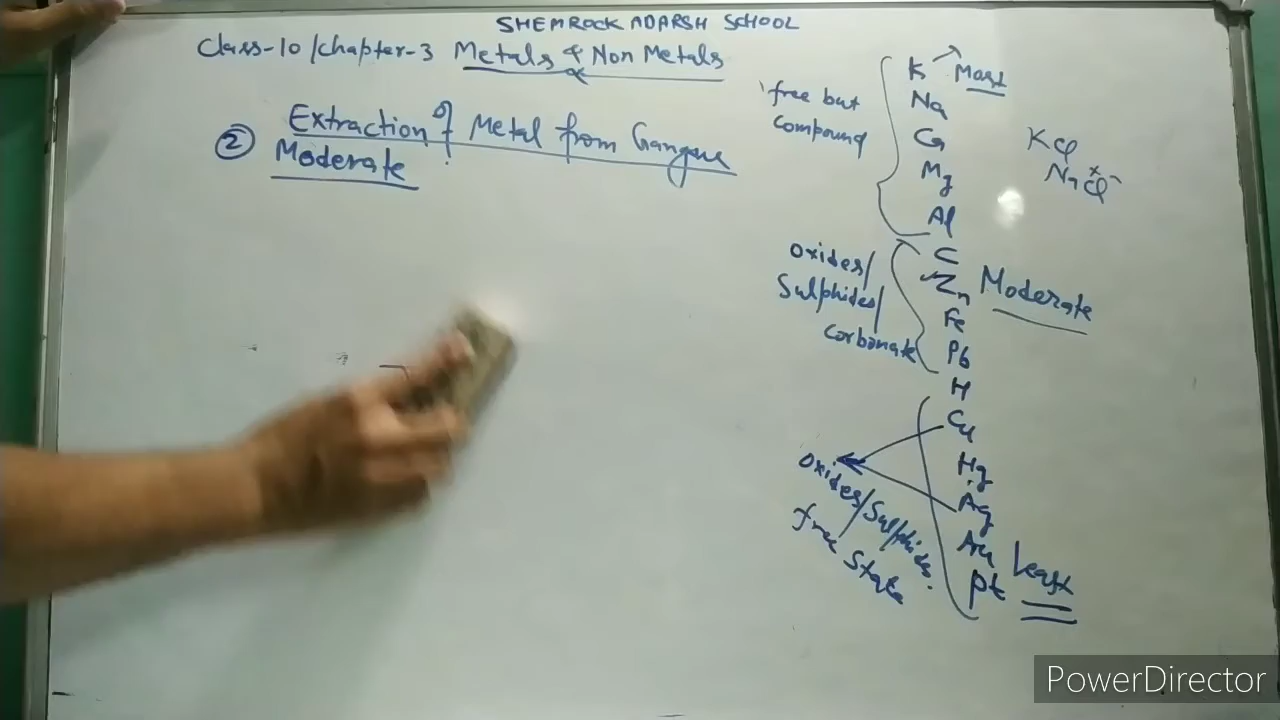 SHEMROCK ADARSH SCHOOL
Class-10/chapter-3 Metals & Non Metals
② Extraction of Metal from Gangue
Moderate
free but
compound
K → Most
Na
Ca
Mg
Al
KCl
Na+Cl-
Oxides/
Sulphides/
Carbonate
C
Zn
Fe
Pb
Moderate
H
Cu
Hg
Ag
Au
Pt
Least
Oxides/Sulphides.
free State
PowerDirector